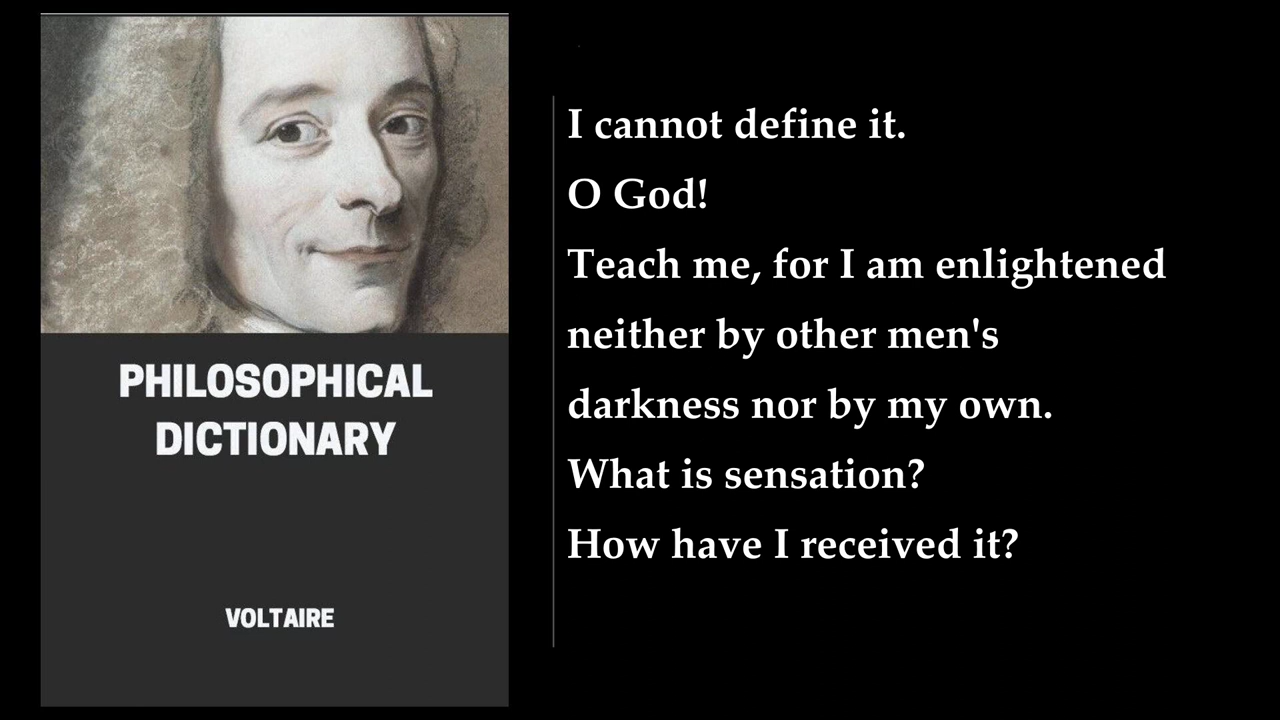 PHILOSOPHICAL
DICTIONARY
VOLTAIRE
I cannot define it.
O God!
Teach me, for I am enlightened
neither by other men's
darkness nor by my own.
What is sensation?
How have I received it?